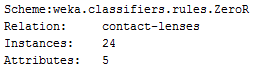 Scheme:weka.classifiers.rules.ZeroR
Relation: contact-lenses
Instances: 24
Attributes: 5